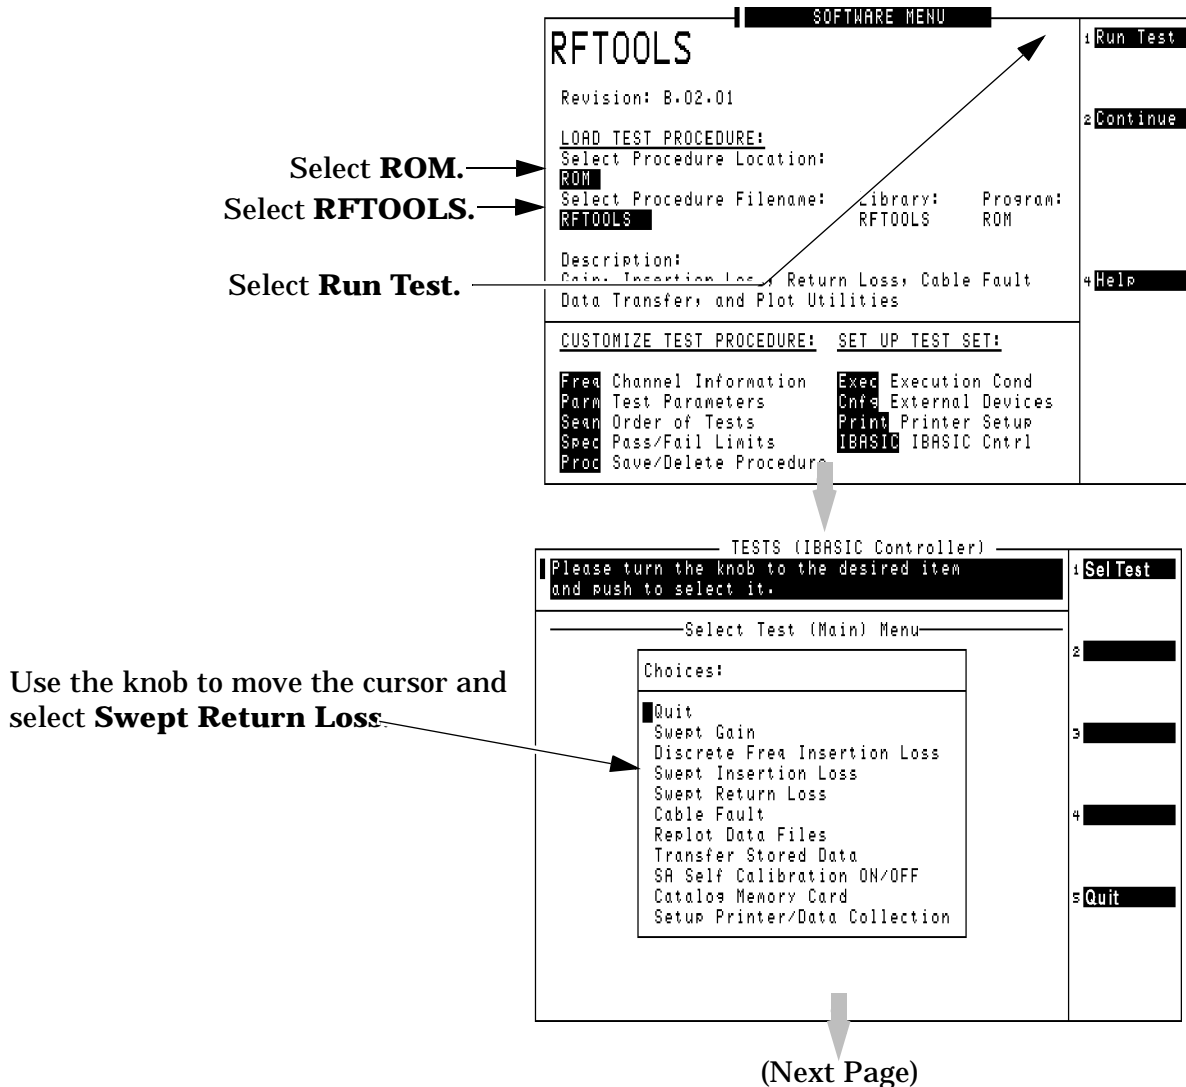 SOFTWARE MENU
RFTOOLS
Revision: B.02.01
LOAD TEST PROCEDURE:
Select Procedure Location:
ROM
Select Procedure Filename: Library: Program:
RFTOOLS RFTOOLS ROM
Description:
Gain, Insertion Loss, Return Loss, Cable Fault
Data Transfer, and Plot Utilities
CUSTOMIZE TEST PROCEDURE: SET UP TEST SET:
Freq Channel Information Exec Execution Cond
Parm Test Parameters Cnfg External Devices
Seqn Order of Tests Print Printer Setup
Spec Pass/Fail Limits IBASIC IBASIC Cntrl
Proc Save/Delete Procedure
1 Run Test
2 Continue
4 Help
Select ROM.
Select RFTOOLS.
Select Run Test.
TESTS (IBASIC Controller)
Please turn the knob to the desired item
and push to select it.
Select Test (Main) Menu
Choices:
Quit
Swept Gain
Discrete Freq Insertion Loss
Swept Insertion Loss
Swept Return Loss
Cable Fault
Replot Data Files
Transfer Stored Data
SA Self Calibration ON/OFF
Catalog Memory Card
Setup Printer/Data Collection
1 Sel Test
2
3
4
5 Quit
Use the knob to move the cursor and
select Swept Return Loss.
(Next Page)